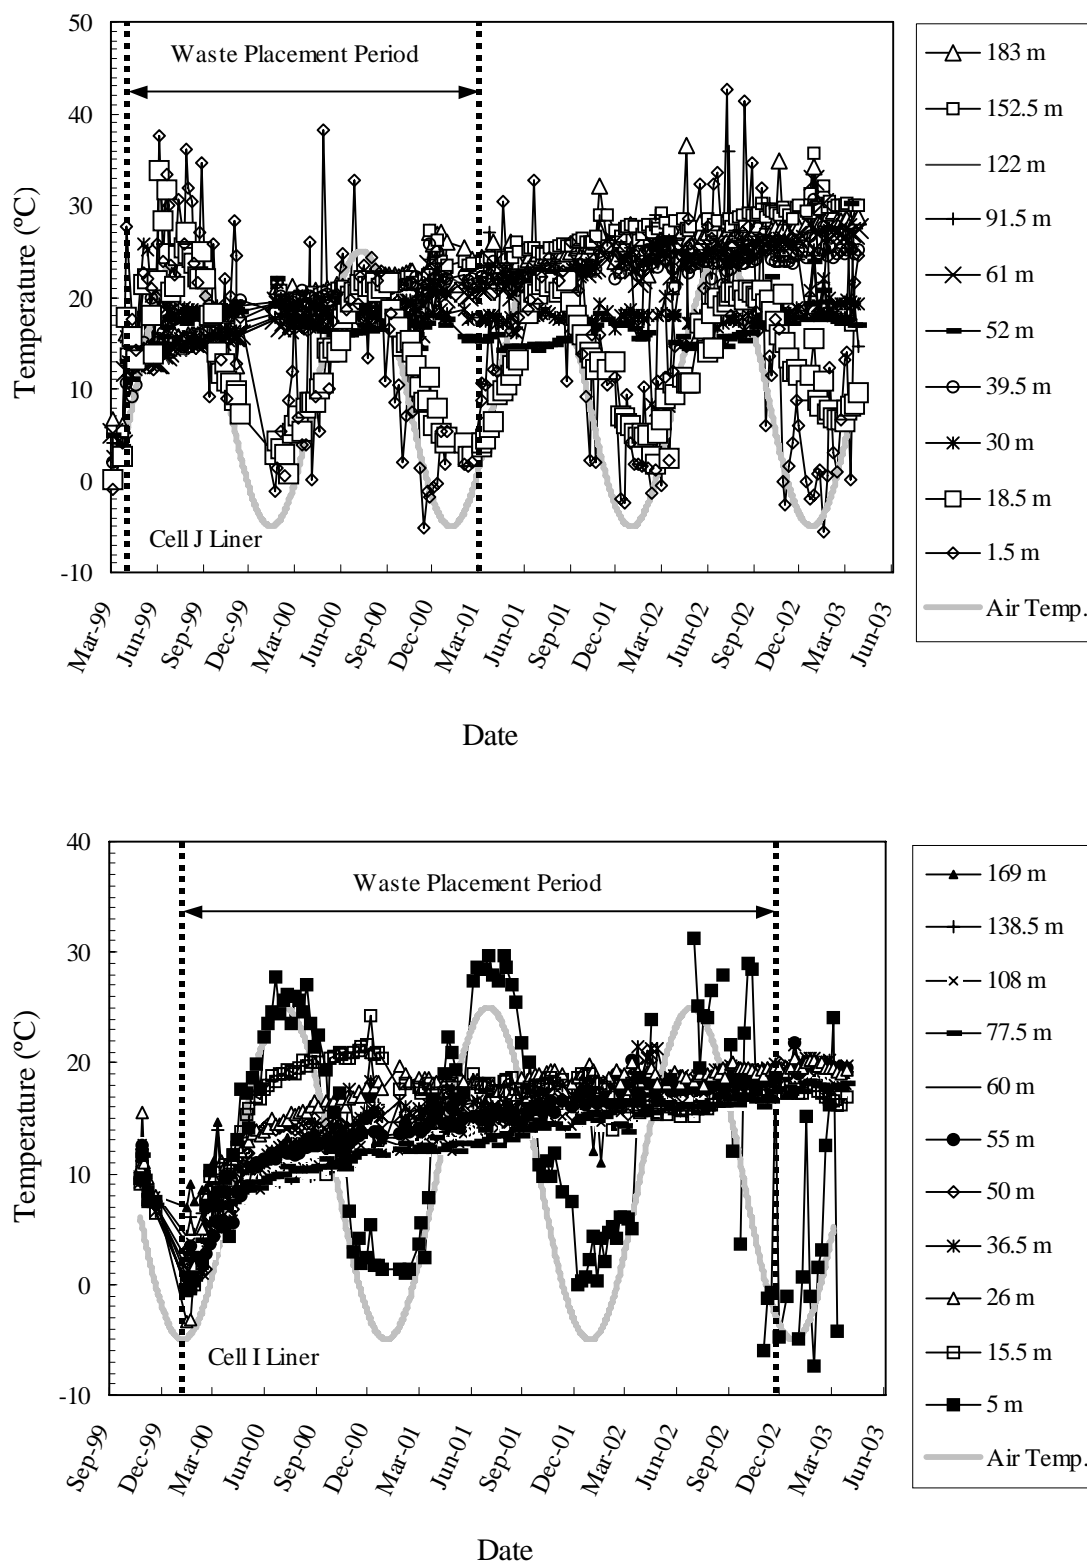 50
40
30
20
10
0
-10
Temperature (ºC)
Waste Placement Period
Cell J Liner
Mar-99
Jun-99
Sep-99
Dec-99
Mar-00
Jun-00
Sep-00
Dec-00
Mar-01
Jun-01
Sep-01
Dec-01
Mar-02
Jun-02
Sep-02
Dec-02
Mar-03
Jun-03
Date
183 m
152.5 m
122 m
91.5 m
61 m
52 m
39.5 m
30 m
18.5 m
1.5 m
Air Temp.
40
30
20
10
0
-10
Temperature (ºC)
Waste Placement Period
Cell I Liner
Sep-99
Dec-99
Mar-00
Jun-00
Sep-00
Dec-00
Mar-01
Jun-01
Sep-01
Dec-01
Mar-02
Jun-02
Sep-02
Dec-02
Mar-03
Jun-03
Date
169 m
138.5 m
108 m
77.5 m
60 m
55 m
50 m
36.5 m
26 m
15.5 m
5 m
Air Temp.